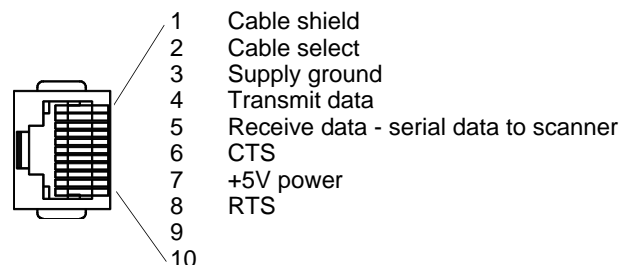 1 Cable shield
2 Cable select
3 Supply ground
4 Transmit data
5 Receive data - serial data to scanner
6 CTS
7 +5V power
8 RTS
9
10